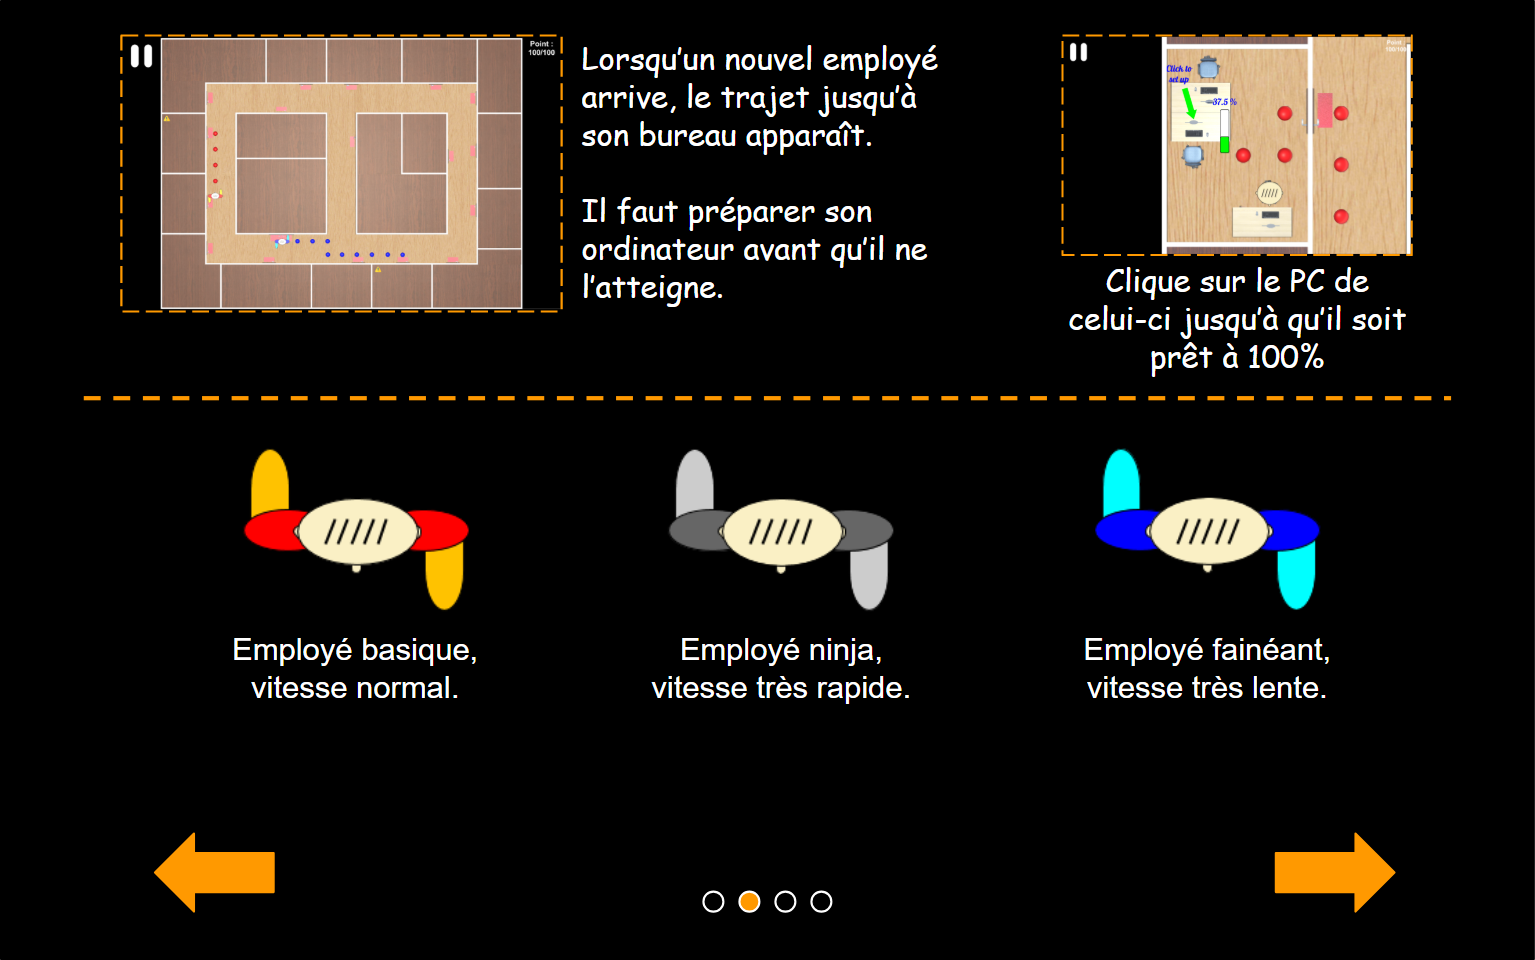 Point :
100/100
Lorsqu'un nouvel employé
arrive, le trajet jusqu'à
son bureau apparaît.
Il faut préparer son
ordinateur avant qu'il ne
l'atteigne.
Point :
100/100
Click to
set up
37.5 %
Clique sur le PC de
celui-ci jusqu'à qu'il soit
prêt à 100%
Employé basique,
vitesse normal.
Employé ninja,
vitesse très rapide.
Employé fainéant,
vitesse très lente.